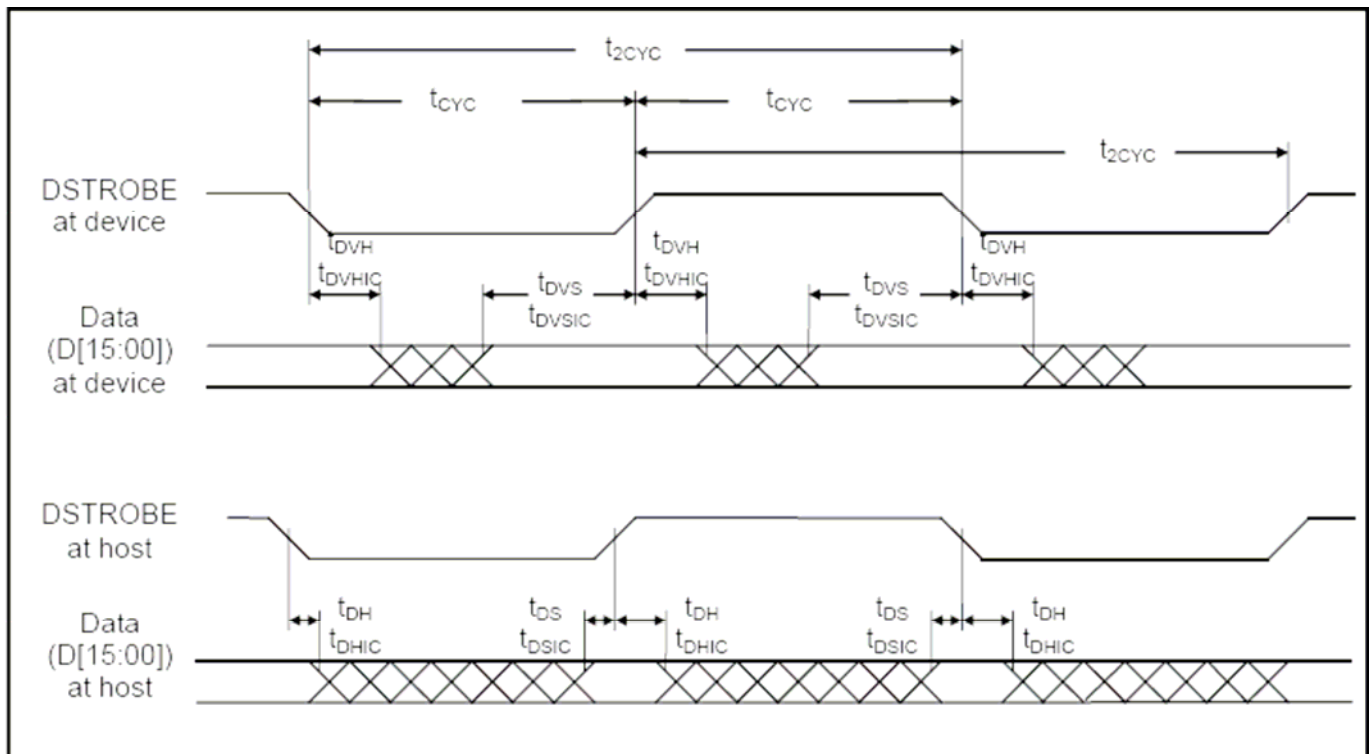 t2CYC
tCYC tCYC
t2CYC
DSTROBE
at device
tDVH tDVH tDVH
tDVHIC tDVS tDVHIC tDVS tDVHIC
tDVSIC tDVSIC
Data
(D[15:00])
at device
DSTROBE
at host
tDH tDS tDH tDS tDH
tDHIC tDSIC tDHIC tDSIC tDHIC
Data
(D[15:00])
at host